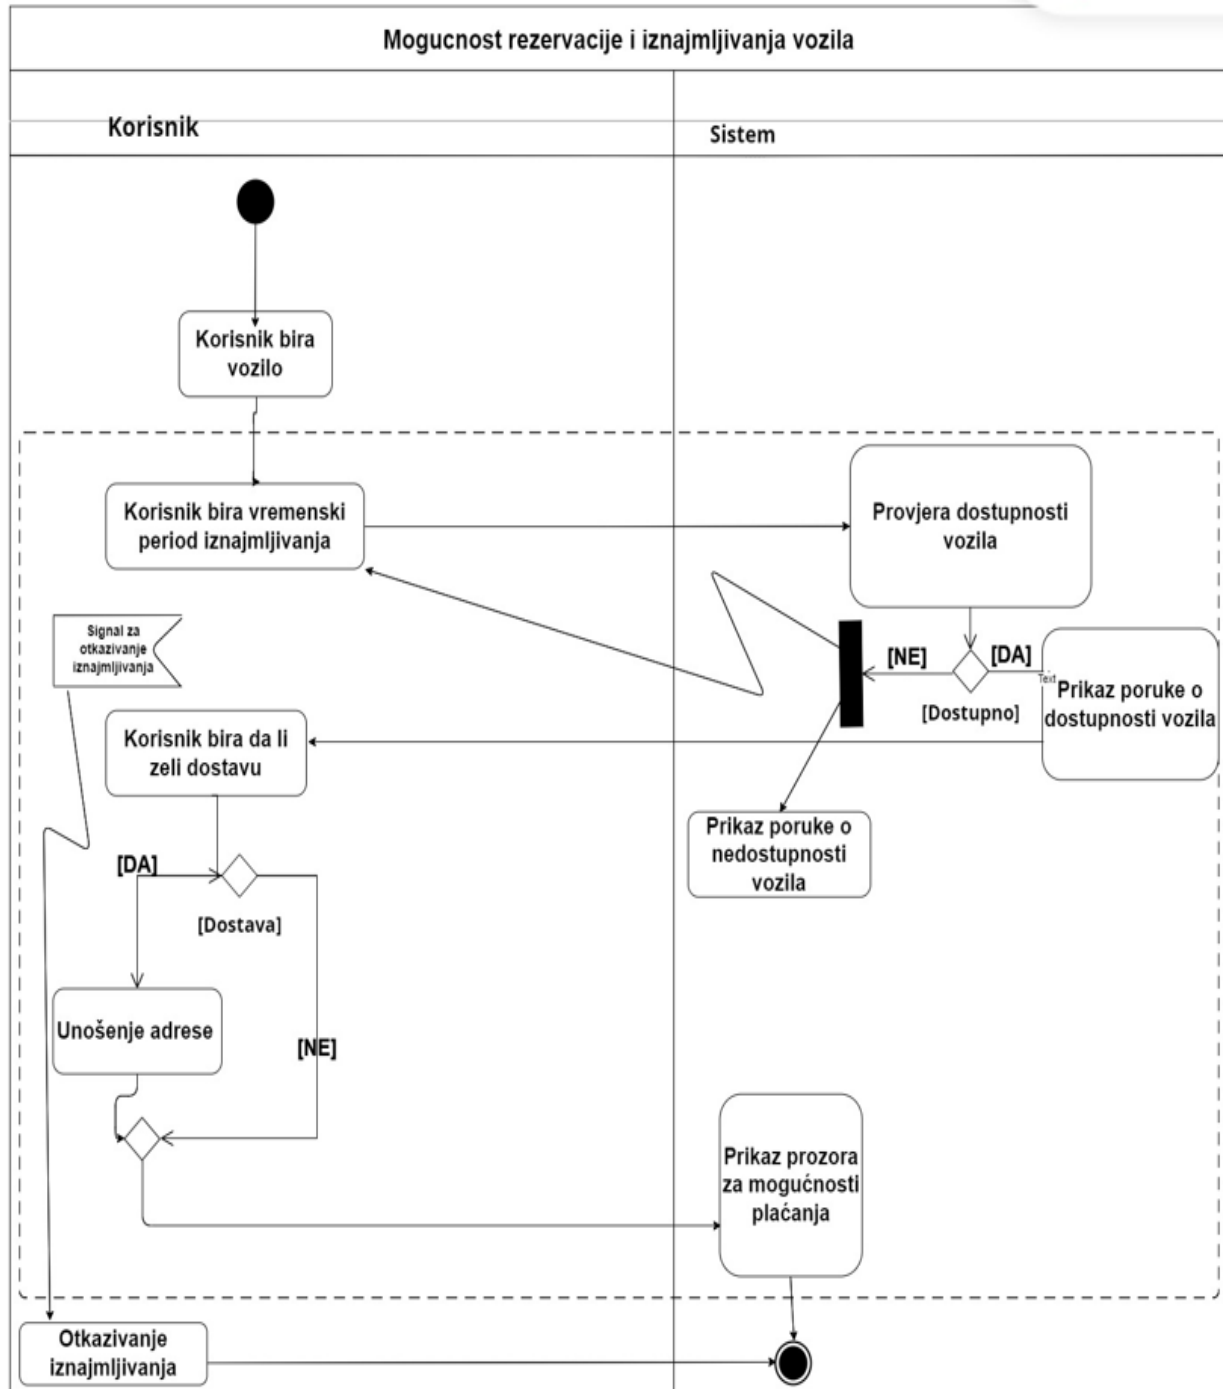 Mogucnost rezervacije i iznajmljivanja vozila
Korisnik
Sistem
Korisnik bira
vozilo
Korisnik bira vremenski
period iznajmljivanja
Provjera dostupnosti
vozila
Signal za
otkazivanje
iznajmljivanja
[NE]
[DA]
Text
[Dostupno]
Prikaz poruke o
dostupnosti vozila
Korisnik bira da li
zeli dostavu
Prikaz poruke o
nedostupnosti
vozila
[DA]
[Dostava]
Unošenje adrese
[NE]
Prikaz prozora
za mogućnosti
plaćanja
Otkazivanje
iznajmljivanja